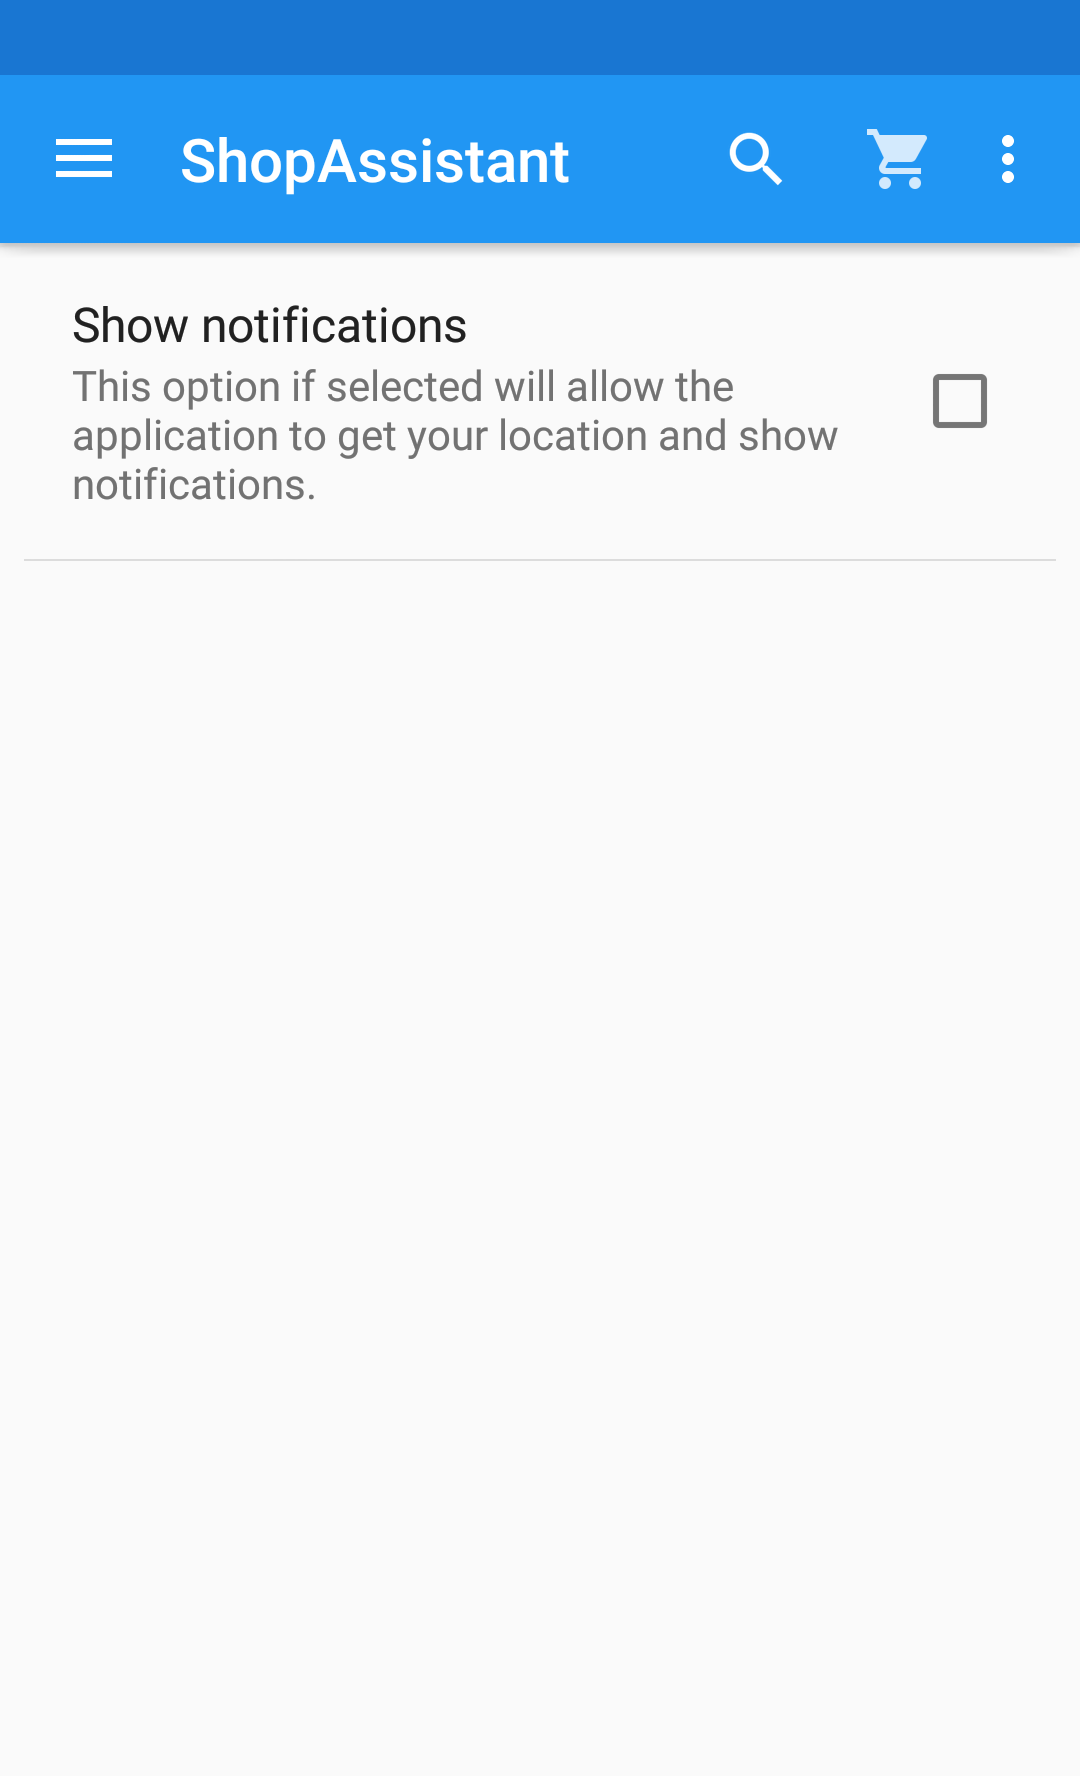 ShopAssistant
Show notifications
This option if selected will allow the
application to get your location and show
notifications.